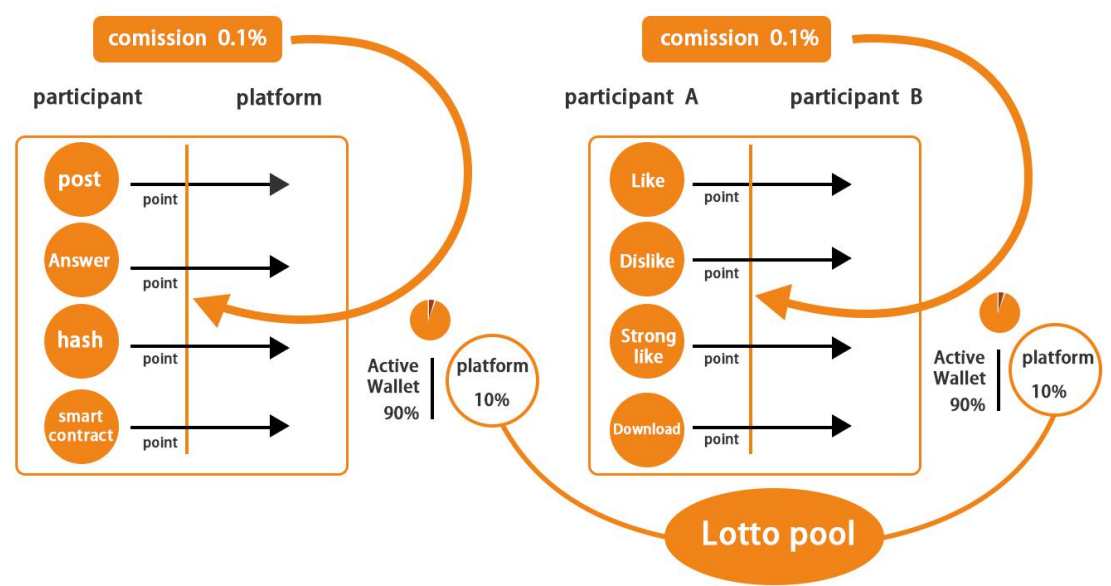 comission 0.1%
participant
platform
post
point
Answer
point
hash
point
smart
contract
point
Active
Wallet
90%
platform
10%
comission 0.1%
participant A
participant B
Like
point
Dislike
point
Strong
like
point
Download
point
Active
Wallet
90%
platform
10%
Lotto pool